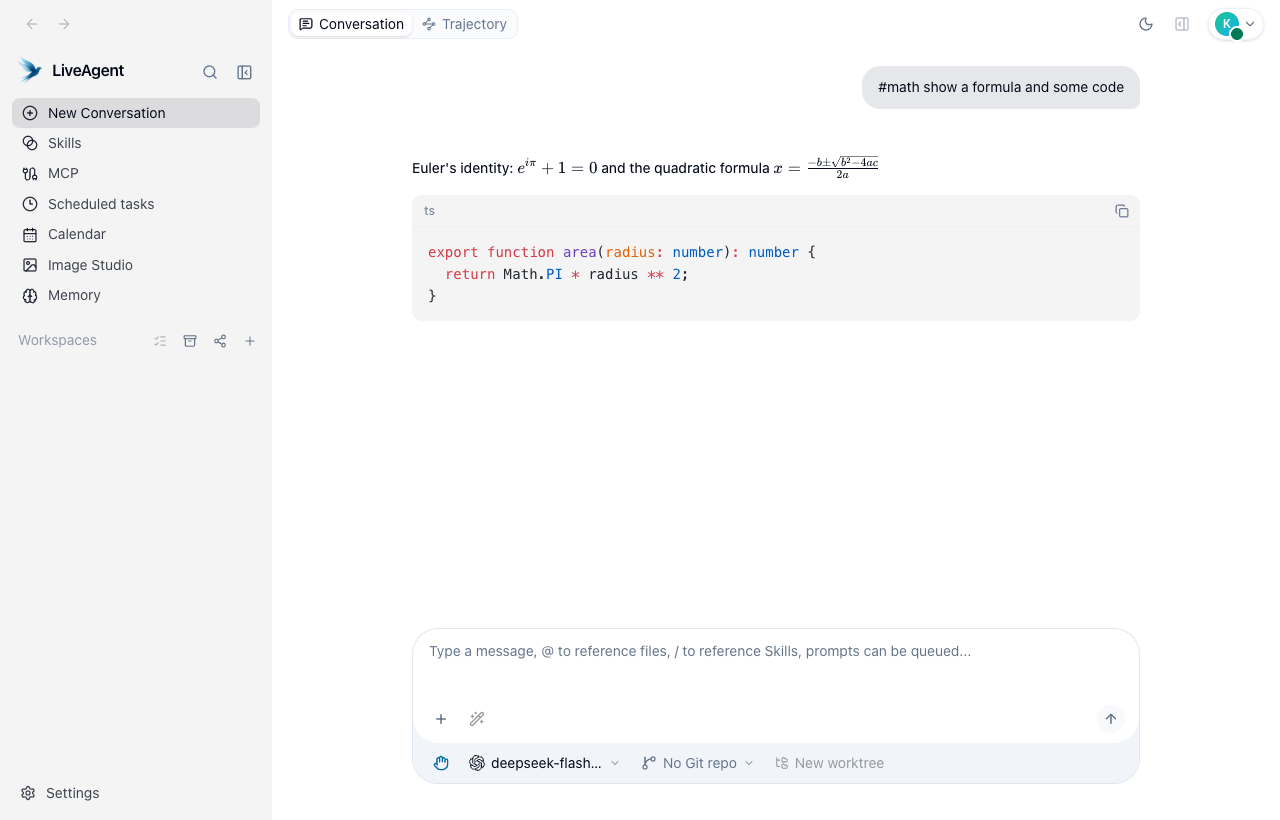 Conversation
Trajectory
K
LiveAgent
New Conversation
Skills
MCP
Scheduled tasks
Calendar
Image Studio
Memory
Workspaces
Settings
#math show a formula and some code
Euler's identity: e^{iπ} + 1 = 0 and the quadratic formula x = \frac{-b±\sqrt{b^2-4ac}}{2a}
ts
export function area(radius: number): number {
  return Math.PI * radius ** 2;
}
Type a message, @ to reference files, / to reference Skills, prompts can be queued...
deepseek-flash...
No Git repo
New worktree